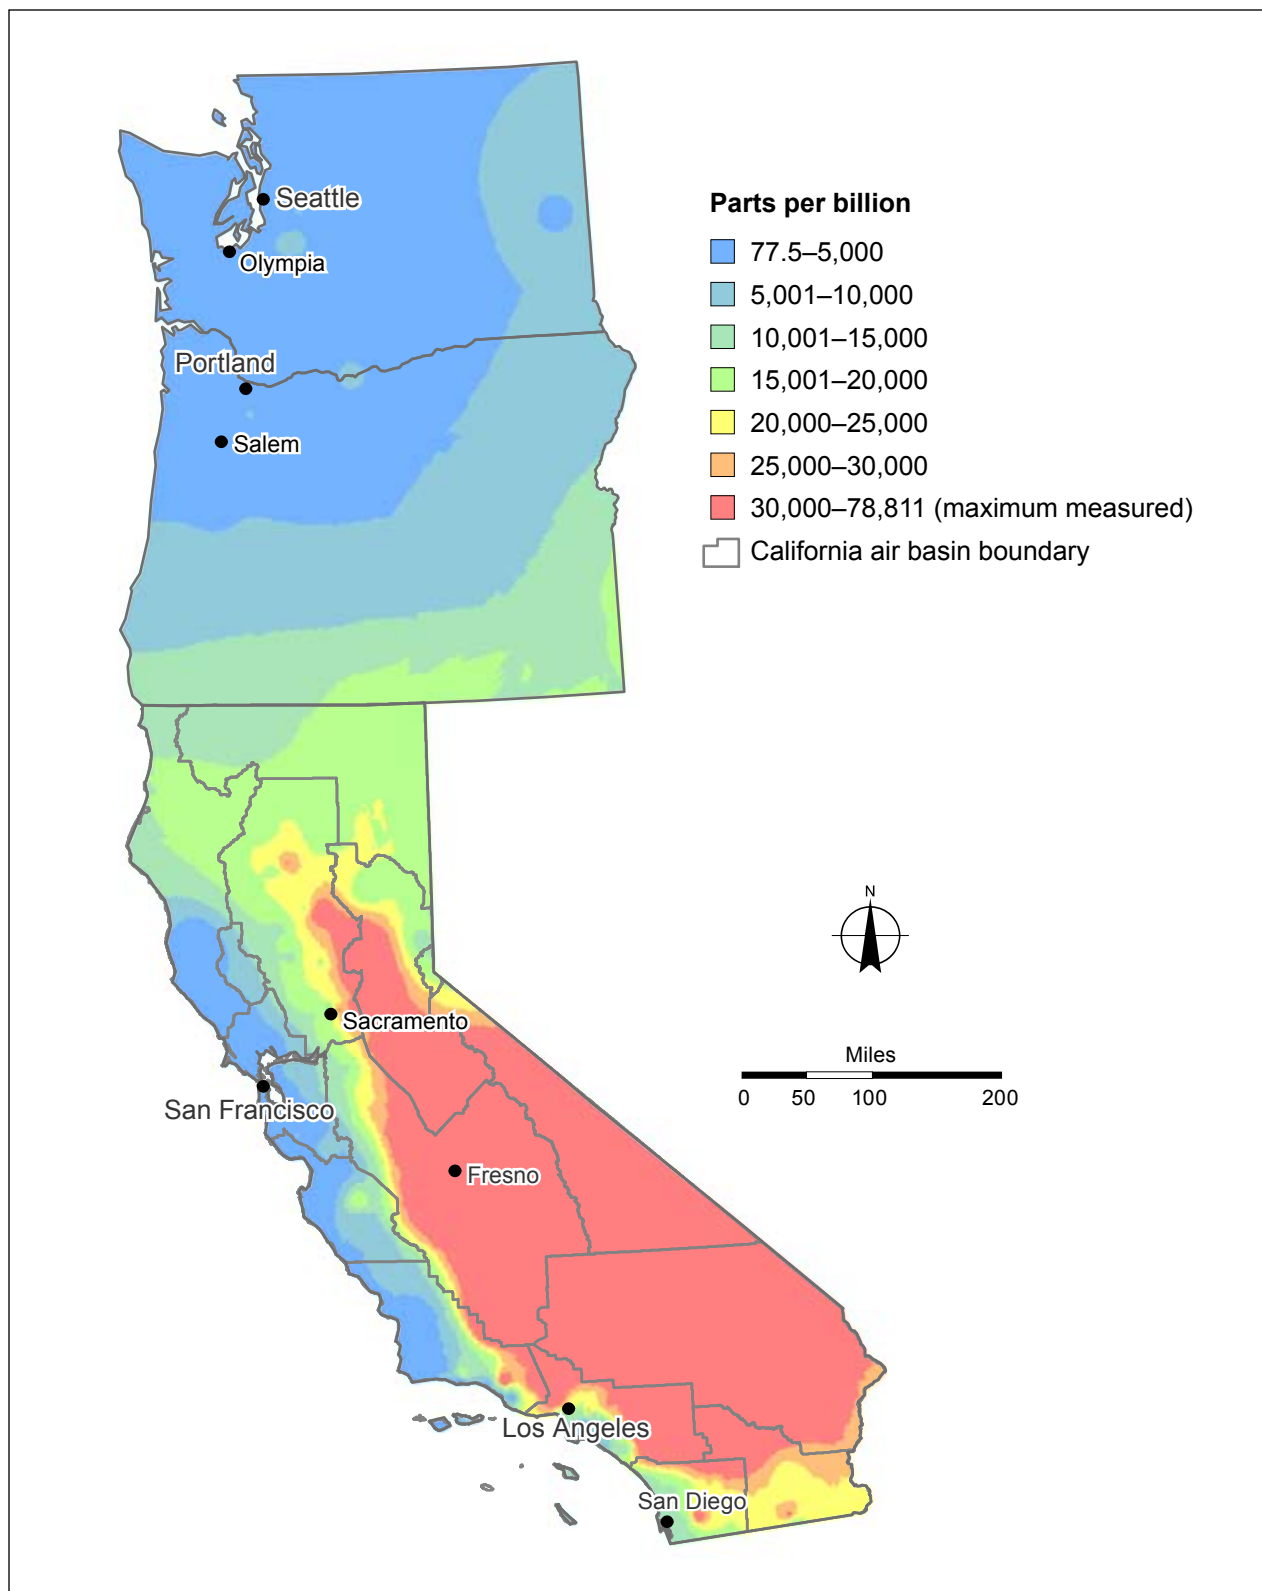 Seattle
Olympia
Portland
Salem
Parts per billion
77.5–5,000
5,001–10,000
10,001–15,000
15,001–20,000
20,000–25,000
25,000–30,000
30,000–78,811 (maximum measured)
California air basin boundary
N
Sacramento
San Francisco
Fresno
Miles
0 50 100 200
Los Angeles
San Diego